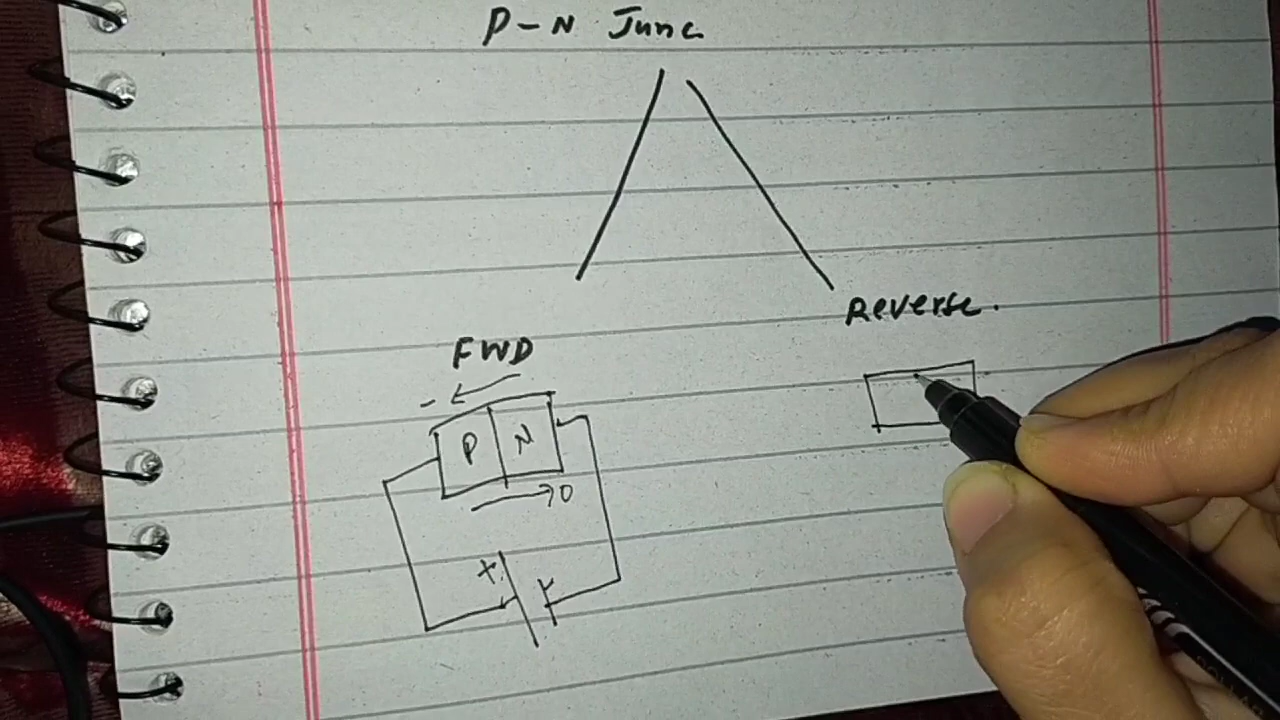 P-N Junc
Reverse.
FWD
-
P N
O
+